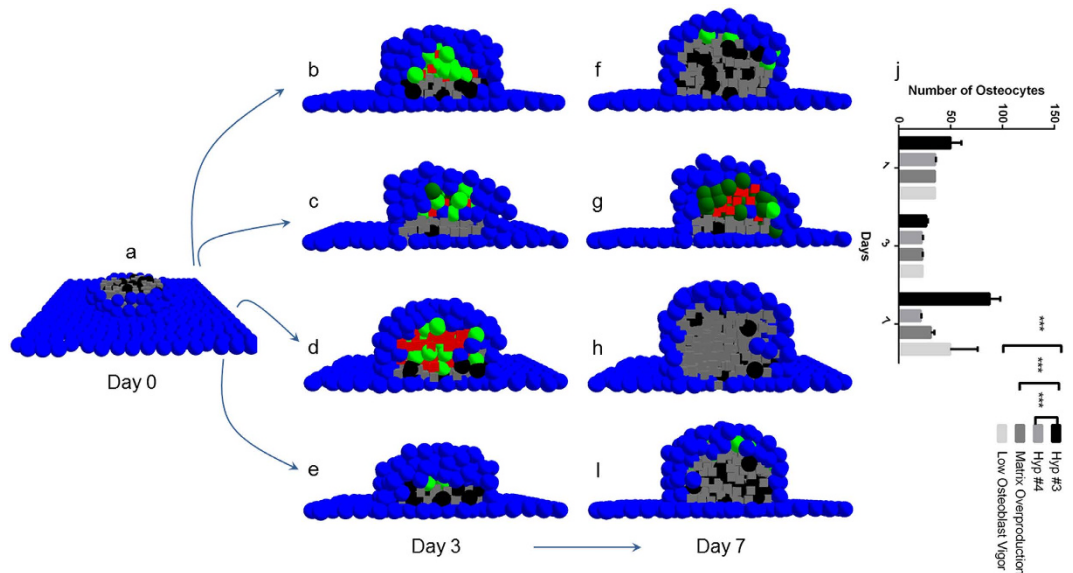 a
Day 0
b
c
d
e
Day 3
f
g
h
l
Day 7
j
Number of Osteocytes
0
50
100
150
1
3
7
Days
***
***
***
Hyp #3
Hyp #4
Matrix Overproduction
Low Osteoblast Vigor